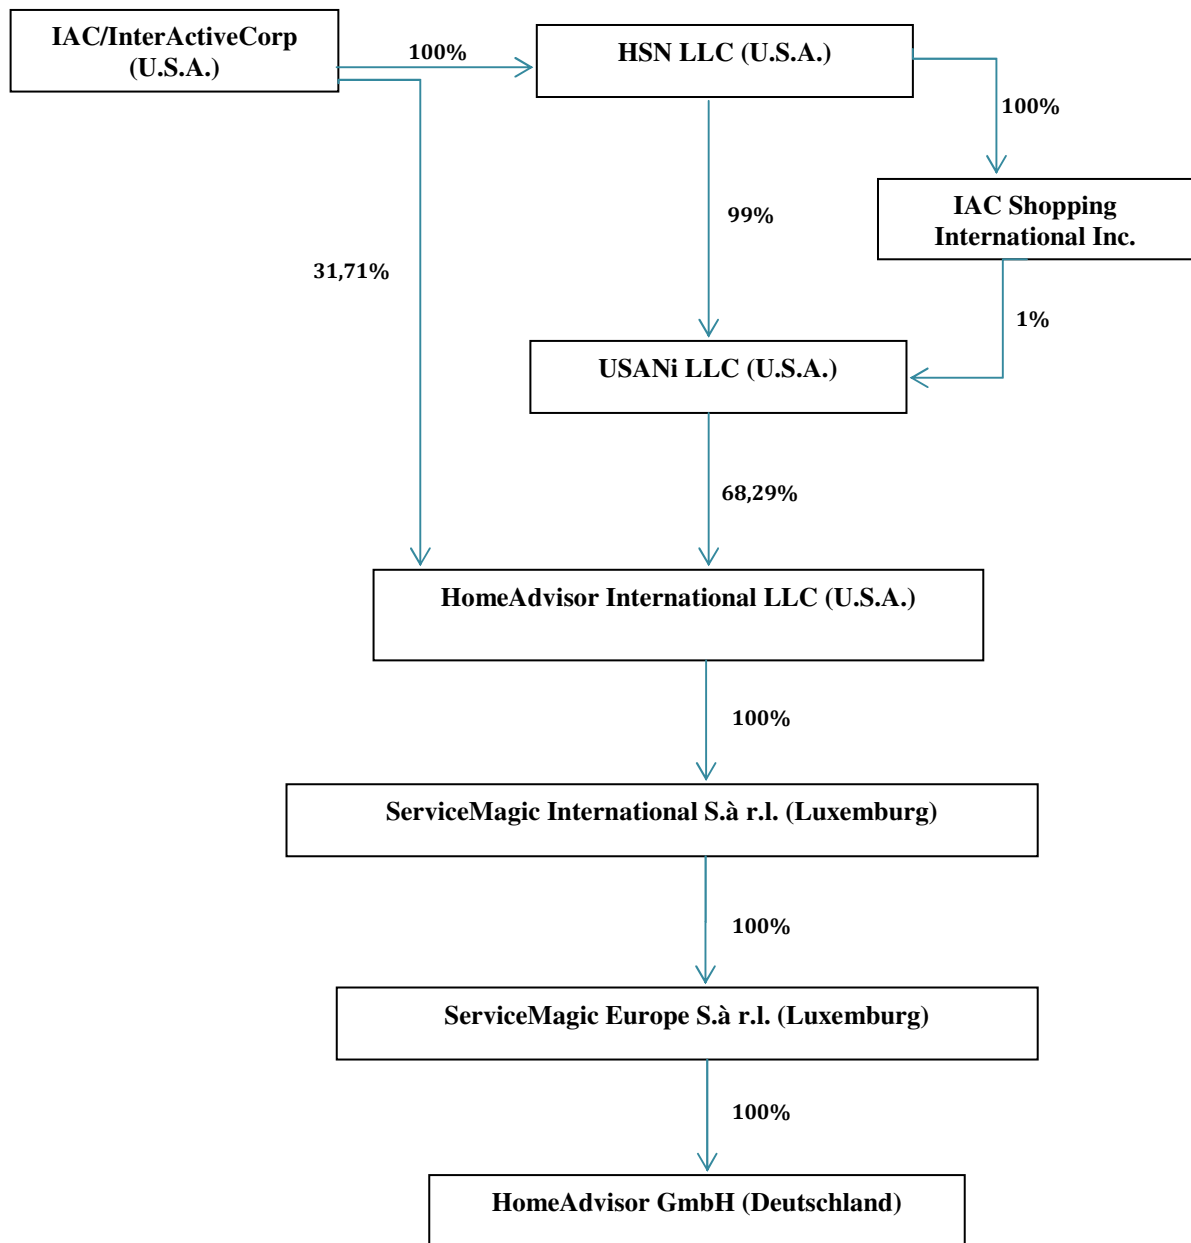 IAC/InterActiveCorp
(U.S.A.)
100%
HSN LLC (U.S.A.)
100%
IAC Shopping
International Inc.
99%
31,71%
1%
USANi LLC (U.S.A.)
68,29%
HomeAdvisor International LLC (U.S.A.)
100%
ServiceMagic International S.à r.l. (Luxemburg)
100%
ServiceMagic Europe S.à r.l. (Luxemburg)
100%
HomeAdvisor GmbH (Deutschland)